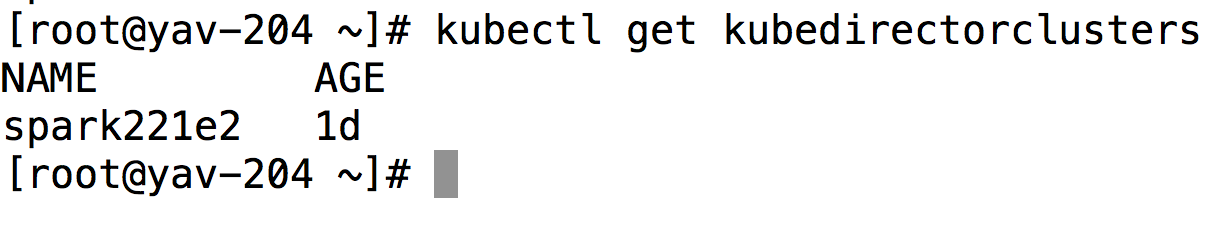 [root@yav-204 ~]# kubectl get kubedirectorclusters
NAME          AGE
spark221e2   1d
[root@yav-204 ~]#